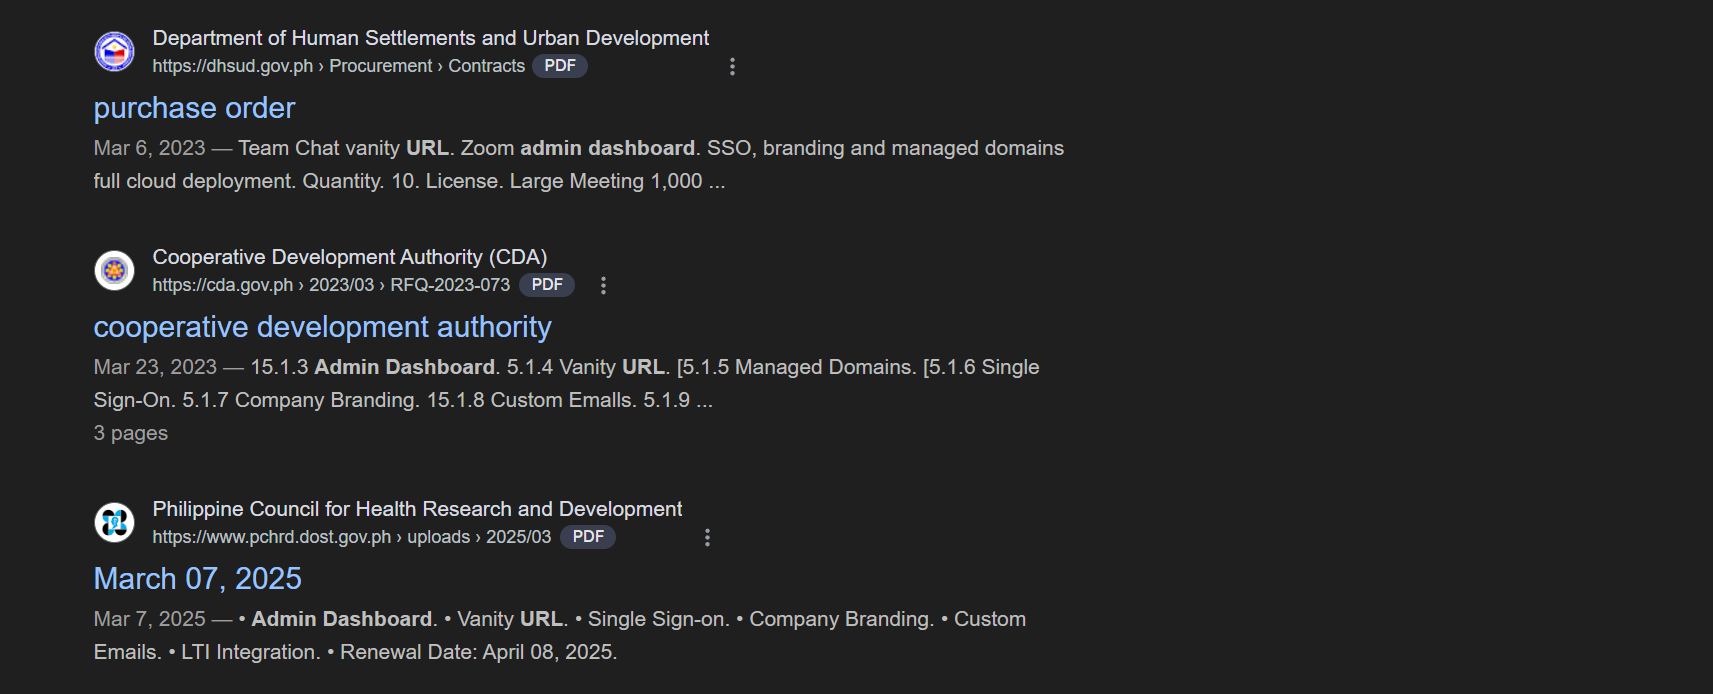 Department of Human Settlements and Urban Development
https://dhsud.gov.ph › Procurement › Contracts PDF
purchase order
Mar 6, 2023 — Team Chat vanity URL. Zoom admin dashboard. SSO, branding and managed domains
full cloud deployment. Quantity. 10. License. Large Meeting 1,000 ...
Cooperative Development Authority (CDA)
https://cda.gov.ph › 2023/03 › RFQ-2023-073 PDF
cooperative development authority
Mar 23, 2023 — 15.1.3 Admin Dashboard. 5.1.4 Vanity URL. [5.1.5 Managed Domains. [5.1.6 Single
Sign-On. 5.1.7 Company Branding. 15.1.8 Custom Emalls. 5.1.9 ...
3 pages
Philippine Council for Health Research and Development
https://www.pchrd.dost.gov.ph › uploads › 2025/03 PDF
March 07, 2025
Mar 7, 2025 — • Admin Dashboard. • Vanity URL. • Single Sign-on. • Company Branding. • Custom
Emails. • LTI Integration. • Renewal Date: April 08, 2025.